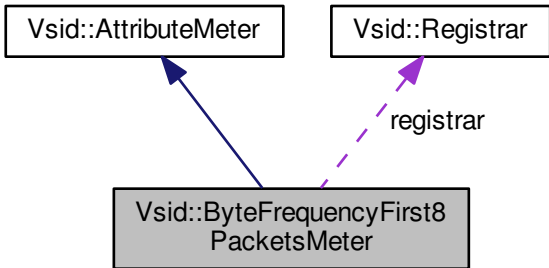 Vsid::AttributeMeter
Vsid::Registrar
registrar
Vsid::ByteFrequencyFirst8
PacketsMeter